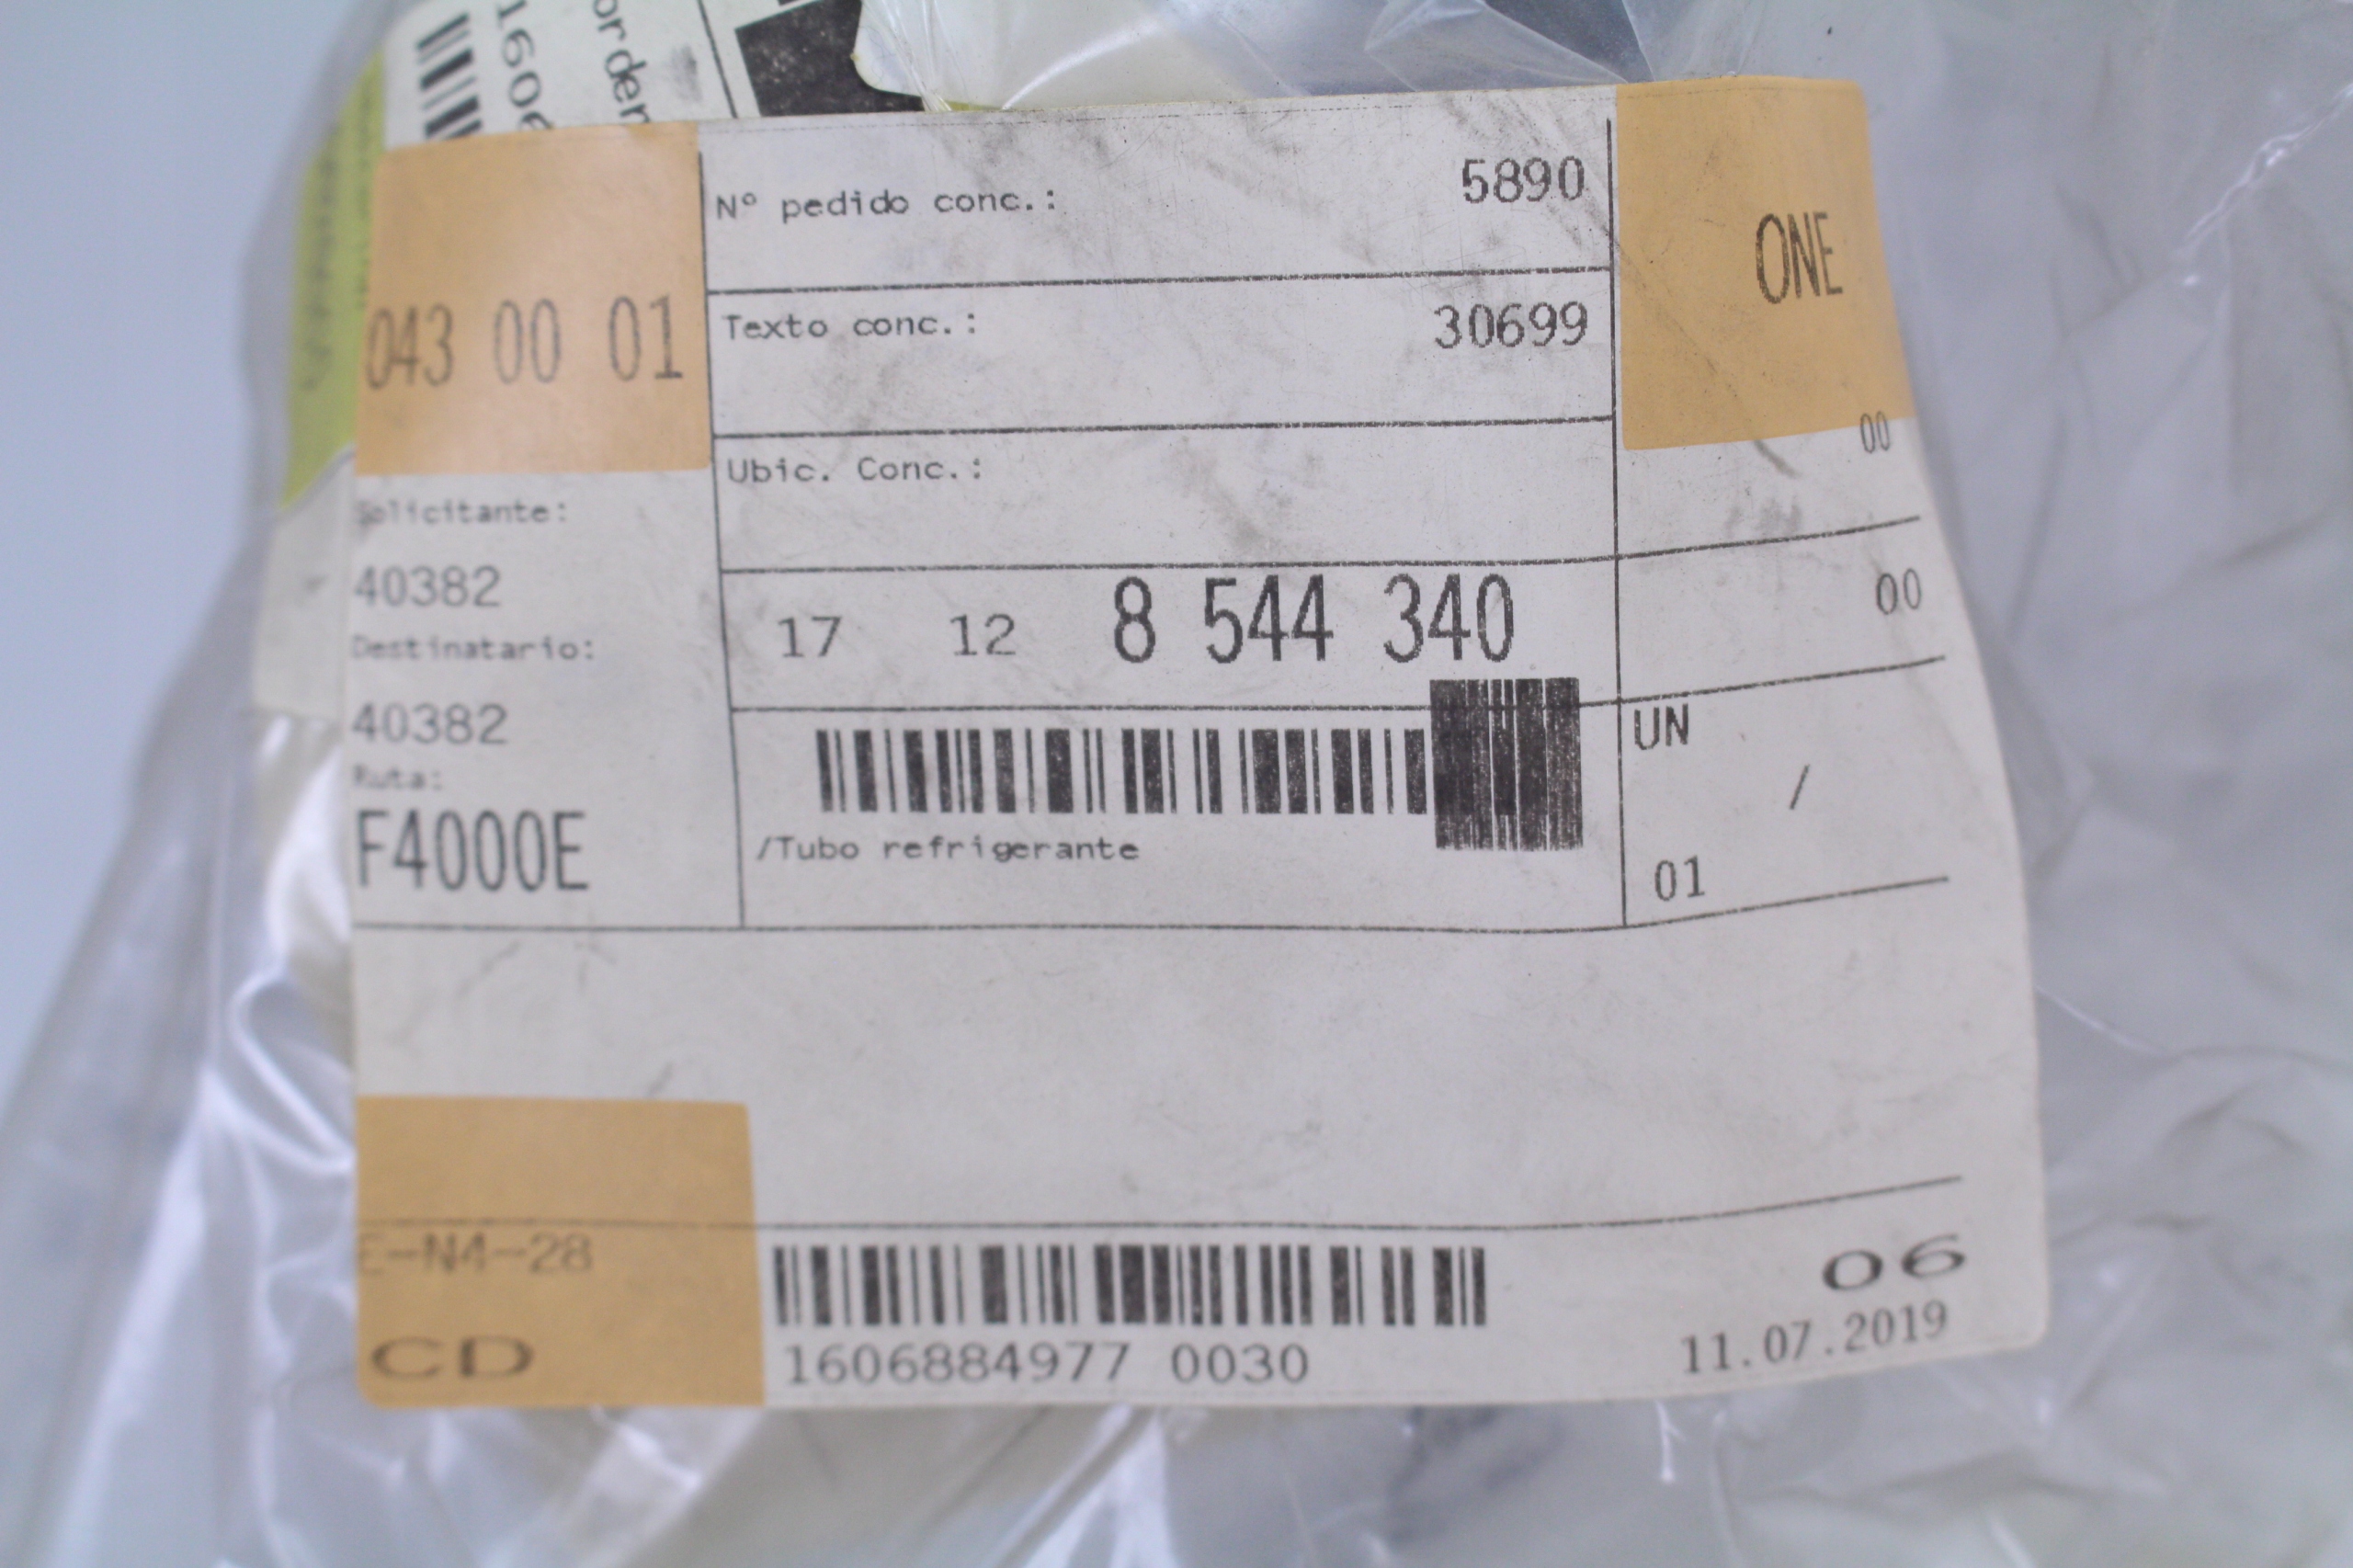 1606
order
043 00 01
Nº pedido conc.: 5890
ONE
Texto conc.: 30699
00
Ubic. Conc.:
Solicitante:
40382
17 12 8 544 340
00
Destinatario:
40382
UN
/
Ruta:
F4000E
/Tubo refrigerante
01
E-N4-28
06
CD
1606884977 0030
11.07.2019